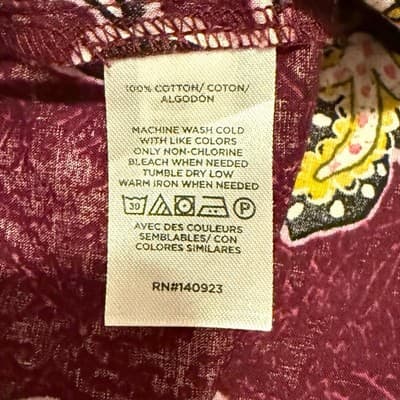 100% COTTON/ COTON/
ALGODÓN
MACHINE WASH COLD
WITH LIKE COLORS
ONLY NON-CHLORINE
BLEACH WHEN NEEDED
TUMBLE DRY LOW
WARM IRON WHEN NEEDED
30 P
AVEC DES COULEURS
SEMBLABLES/ CON
COLORES SIMILARES
RN#140923